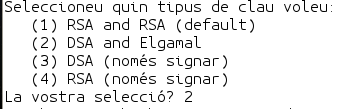 Seleccioneu quin tipus de clau voleu:
(1) RSA and RSA (default)
(2) DSA and Elgamal
(3) DSA (només signar)
(4) RSA (només signar)
La vostra selecció? 2